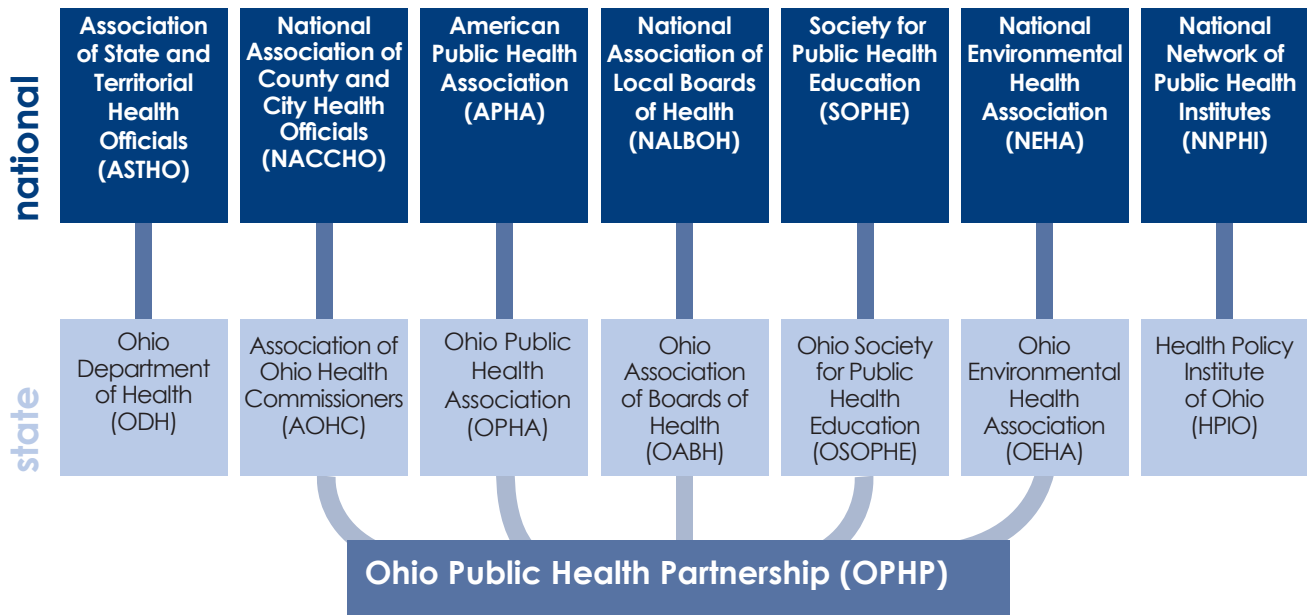 national
Association
of State and
Territorial
Health
Officials
(ASTHO)
National
Association of
County and
City Health
Officials
(NACCHO)
American
Public Health
Association
(APHA)
National
Association of
Local Boards
of Health
(NALBOH)
Society for
Public Health
Education
(SOPHE)
National
Environmental
Health
Association
(NEHA)
National
Network of
Public Health
Institutes
(NNPHI)
state
Ohio
Department
of Health
(ODH)
Association of
Ohio Health
Commissioners
(AOHC)
Ohio Public
Health
Association
(OPHA)
Ohio
Association
of Boards of
Health
(OABH)
Ohio Society
for Public
Health
Education
(OSOPHE)
Ohio
Environmental
Health
Association
(OEHA)
Health Policy
Institute
of Ohio
(HPIO)
Ohio Public Health Partnership (OPHP)